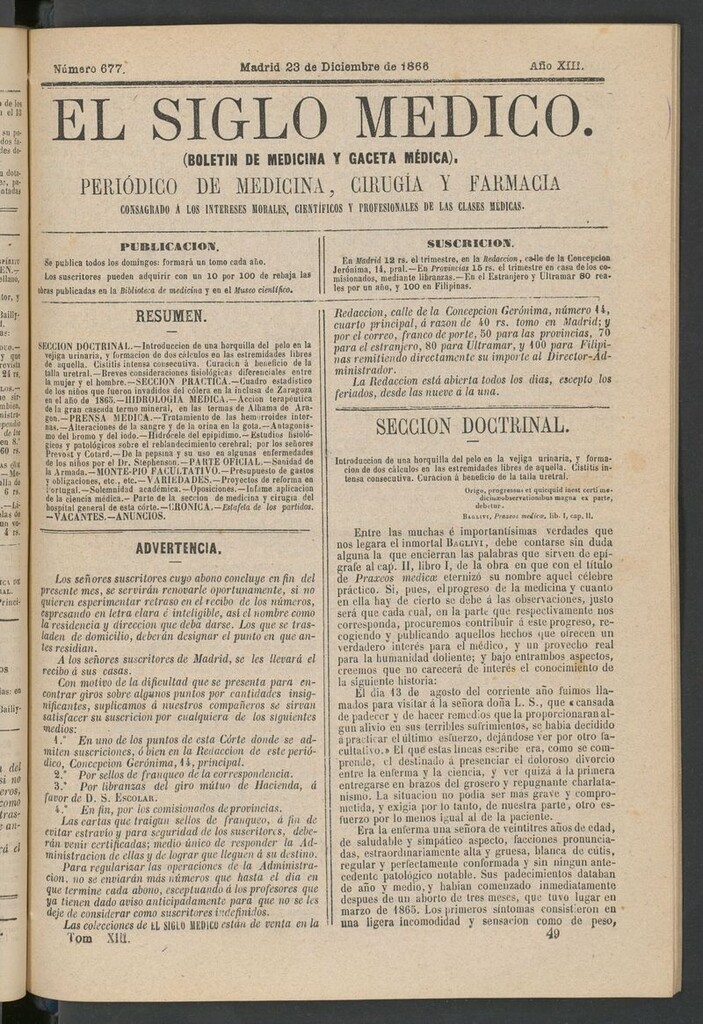 Número 677.
Madrid 23 de Diciembre de 1866
Año XIII.
EL SIGLO MEDICO.
(BOLETIN DE MEDICINA Y GACETA MÉDICA).
PERIÓDICO DE MEDICINA, CIRUGÍA Y FARMACIA
CONSAGRADO Á LOS INTERESES MORALES, CIENTÍFICOS Y PROFESIONALES DE LAS CLASES MÉDICAS.
PUBLICACION.
Se publica todos los domingos: formará un tomo cada año.
Los suscritores pueden adquirir con un 10 por 100 de rebaja las
obras publicadas en la Biblioteca de medicina y en el Museo científico.
SUSCRICION.
En Madrid 12 rs. el trimestre, en la Redaccion, calle de la Concepcion
Jerónima, 14, pral.—En Provincias 15 rs. el trimestre en casa de los co-
misionados, mediante libranzas.—En el Estranjero y Ultramar 80 rea-
les por un año, y 100 en Filipinas.
RESUMEN.
SECCION DOCTRINAL.—Introduccion de una horquilla del pelo en la
vejiga urinaria, y formacion de dos cálculos en las estremidades libres
de aquella. Cistitis intensa consecutiva. Curacion á beneficio de la
talla uretral.—Breves consideraciones fisiológicas diferenciales entre
la mujer y el hombre.—SECCION PRÁCTICA.—Cuadro estadístico
de los niños que fueron invadidos del cólera en la inclusa de Zaragoza
en el año de 1865.—HIDROLOGIA MEDICA.—Accion terapéutica
de la gran cascada termo mineral, en las termas de Alhama de Ara-
gon.—PRENSA MEDICA.—Tratamiento de las hemorróides inter-
nas.—Alteraciones de la sangre y de la orina en la gota.—Antagonis-
mo del bromo y del iodo.—Hidrócele del epipídimo.—Estudios fisioló-
gicos y patológicos sobre el reblandecimiento cerebral; por los señores
Prevost y Cotard.—De la pepsina y su uso en algunas enfermedades
de los niños por el Dr. Stephenson.—PARTE OFICIAL.—Sanidad de
la Armada.—MONTE-PIO FACULTATIVO.—Presupuesto de gastos
y obligaciones, etc., etc.—VARIEDADES.—Proyectos de reforma en
Portugal.—Solemnidad académica.—Oposiciones.—Infame aplicacion
de la ciencia médica.—Parte de la seccion de medicina y cirugía del
hospital general de esta córte.—CRONICA.—Estafeta de los partidos.
—VACANTES.—ANUNCIOS.
ADVERTENCIA.
Los señores suscritores cuyo abono concluye en fin del
presente mes, se servirán renovarle oportunamente, si no
quieren experimentar retraso en el recibo de los números,
espresando en letra clara é inteligible, asi el nombre como
la residencia y direccion que deba darse. Los que se tras-
laden de domicilio, deberán designar el punto en que an-
tes residian.
A los señores suscritores de Madrid, se les llevará el
recibo á sus casas.
Con motivo de la dificultad que se presenta para en-
contrar giros sobre algunos puntos por cantidades insig-
nificantes, suplicamos á nuestros compañeros se sirvan
satisfacer su suscricion por cualquiera de los siguientes
medios:
1.° En uno de los puntos de esta Córte donde se ad-
miten suscriciones, ó bien en la Redaccion de este perió-
dico, Concepcion Gerónima, 14, principal.
2.° Por sellos de franqueo de la correspondencia.
3.° Por libranzas del giro mútuo de Hacienda, á
favor de D. S. ESCOLAR.
4.° En fin, por los comisionados de provincias.
Las cartas que traigan sellos de franqueo, á fin de
evitar estravio y para seguridad de los suscritores, debe-
rán venir certificadas; medio único de responder la Ad-
ministracion de ellas y de lograr que lleguen á su destino.
Para regularizar las operaciones de la Administra-
cion, no se enviarán más números que hasta el dia en
que termine cada abono, esceptuando á los profesores que
ya tienen dado aviso anticipadamente para que no se les
deje de considerar como suscritores indefinidos.
Las colecciones de EL SIGLO MEDICO están de venta en la
Tom XIII.
Redaccion, calle de la Concepcion Gerónima, número 14,
cuarto principal, á razon de 40 rs. tomo en Madrid; y
por el correo, franco de porte, 50 para las provincias, 70
para el estranjero, 80 para Ultramar, y 100 para Filipi-
nas remitiendo directamente su importe al Director-Ad-
ministrador.
La Redaccion está abierta todos los dias, escepto los
feriados, desde las nueve á la una.
SECCION DOCTRINAL.
Introduccion de una horquilla del pelo en la vejiga urinaria, y forma-
cion de dos cálculos en las estremidades libres de aquella. Cistitis in-
tensa consecutiva. Curacion á beneficio de la talla uretral.
Origo, progressus et quicquid inest certi me-
dicinæ observationibus magna ex parte,
debetur.
BAGLIVI, Praxeos medicæ, lib. I, cap, II.
Entre las muchas é importantísimas verdades que
nos legara el inmortal BAGLIVI, debe contarse sin duda
alguna la que encierran las palabras que sirven de epí-
grafe al cap. II, libro I, de la obra en que con el título
de Praxeos medicæ eternizó su nombre aquel célebre
práctico. Si, pues, el progreso de la medicina y cuanto
en ella hay de cierto se debe á las observaciones, justo
será que cada cual, en la parte que respectivamente nos
corresponda, procuremos contribuir á este progreso, re-
cogiendo y publicando aquellos hechos que ofrecen un
verdadero interés para el médico, y un provecho real
para la humanidad doliente; y bajo entrambos aspectos,
creemos que no carecerá de interés el conocimiento de
la siguiente historia:
El dia 13 de agosto del corriente año fuimos lla-
mados para visitar á la señora doña L. S., que «cansada
de padecer y de hacer remedios que la proporcionaran al-
gun alivio en sus terribles sufrimientos, se habia decidido
á practicar el último esfuerzo, dejándose ver por otro fa-
cultativo.» El que estas líneas escribe era, como se com-
prende, el destinado á presenciar el doloroso divorcio
entre la enferma y la ciencia, y ver quizá á la primera
entregarse en brazos del grosero y repugnante charlata-
nismo. La situacion no podia ser mas grave y compro-
metida, y exigia por lo tanto, de nuestra parte, otro es-
fuerzo por lo menos igual al de la paciente.
Era la enferma una señora de veintitres años de edad,
de saludable y simpático aspecto, facciones pronuncia-
das, estraordinariamente alta y gruesa, blanca de cútis,
regular y perfectamente conformada y sin ningun ante-
cedente patológico notable. Sus padecimientos databan
de año y medio, y habian comenzado inmediatamente
despues de un aborto de tres meses, que tuvo lugar en
marzo de 1865. Los primeros síntomas consistieron en
una ligera incomodidad y sensacion como de peso,
49